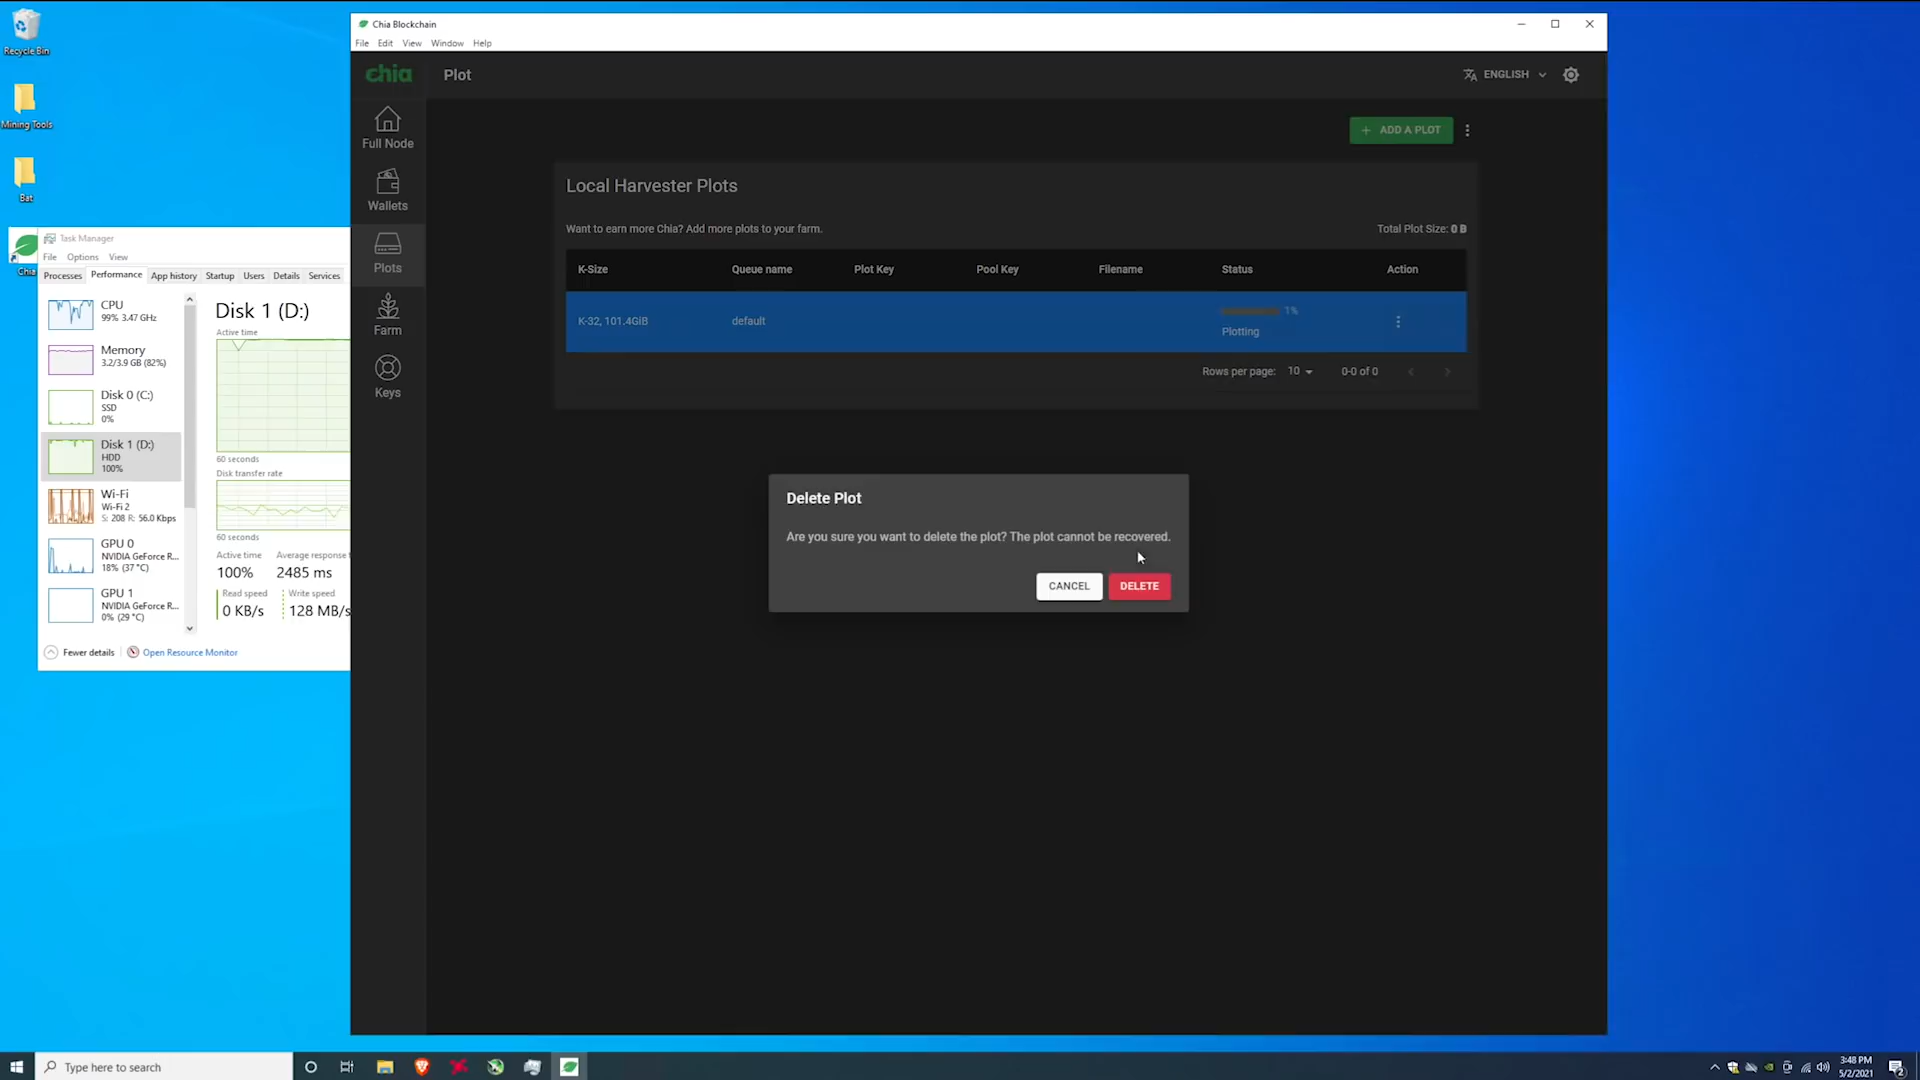 Recycle Bin
Mining Tools
Bat
Chia
Task Manager
File Options View
Processes Performance App history Startup Users Details Services
CPU
99% 3.47 GHz
Memory
3.2/3.9 GB (82%)
Disk 0 (C:)
SSD
0%
Disk 1 (D:)
HDD
100%
Wi-Fi
Wi-Fi 2
S: 208 R: 56.0 Kbps
GPU 0
NVIDIA GeForce R...
18% (37 °C)
GPU 1
NVIDIA GeForce R...
0% (29 °C)
Disk 1 (D:)
Active time
60 seconds
Disk transfer rate
60 seconds
Active time Average response t
100% 2485 ms
Read speed Write speed
0 KB/s 128 MB/s
Fewer details Open Resource Monitor
Chia Blockchain
File Edit View Window Help
chia Plot
ENGLISH
Full Node
Wallets
Plots
Farm
Keys
+ ADD A PLOT
Local Harvester Plots
Want to earn more Chia? Add more plots to your farm.
Total Plot Size: 0 B
K-Size Queue name Plot Key Pool Key Filename Status Action
K-32, 101.4GiB default 1%
Plotting
Rows per page: 10 0-0 of 0
Delete Plot
Are you sure you want to delete the plot? The plot cannot be recovered.
CANCEL DELETE
Type here to search
3:48 PM
5/2/2021
2